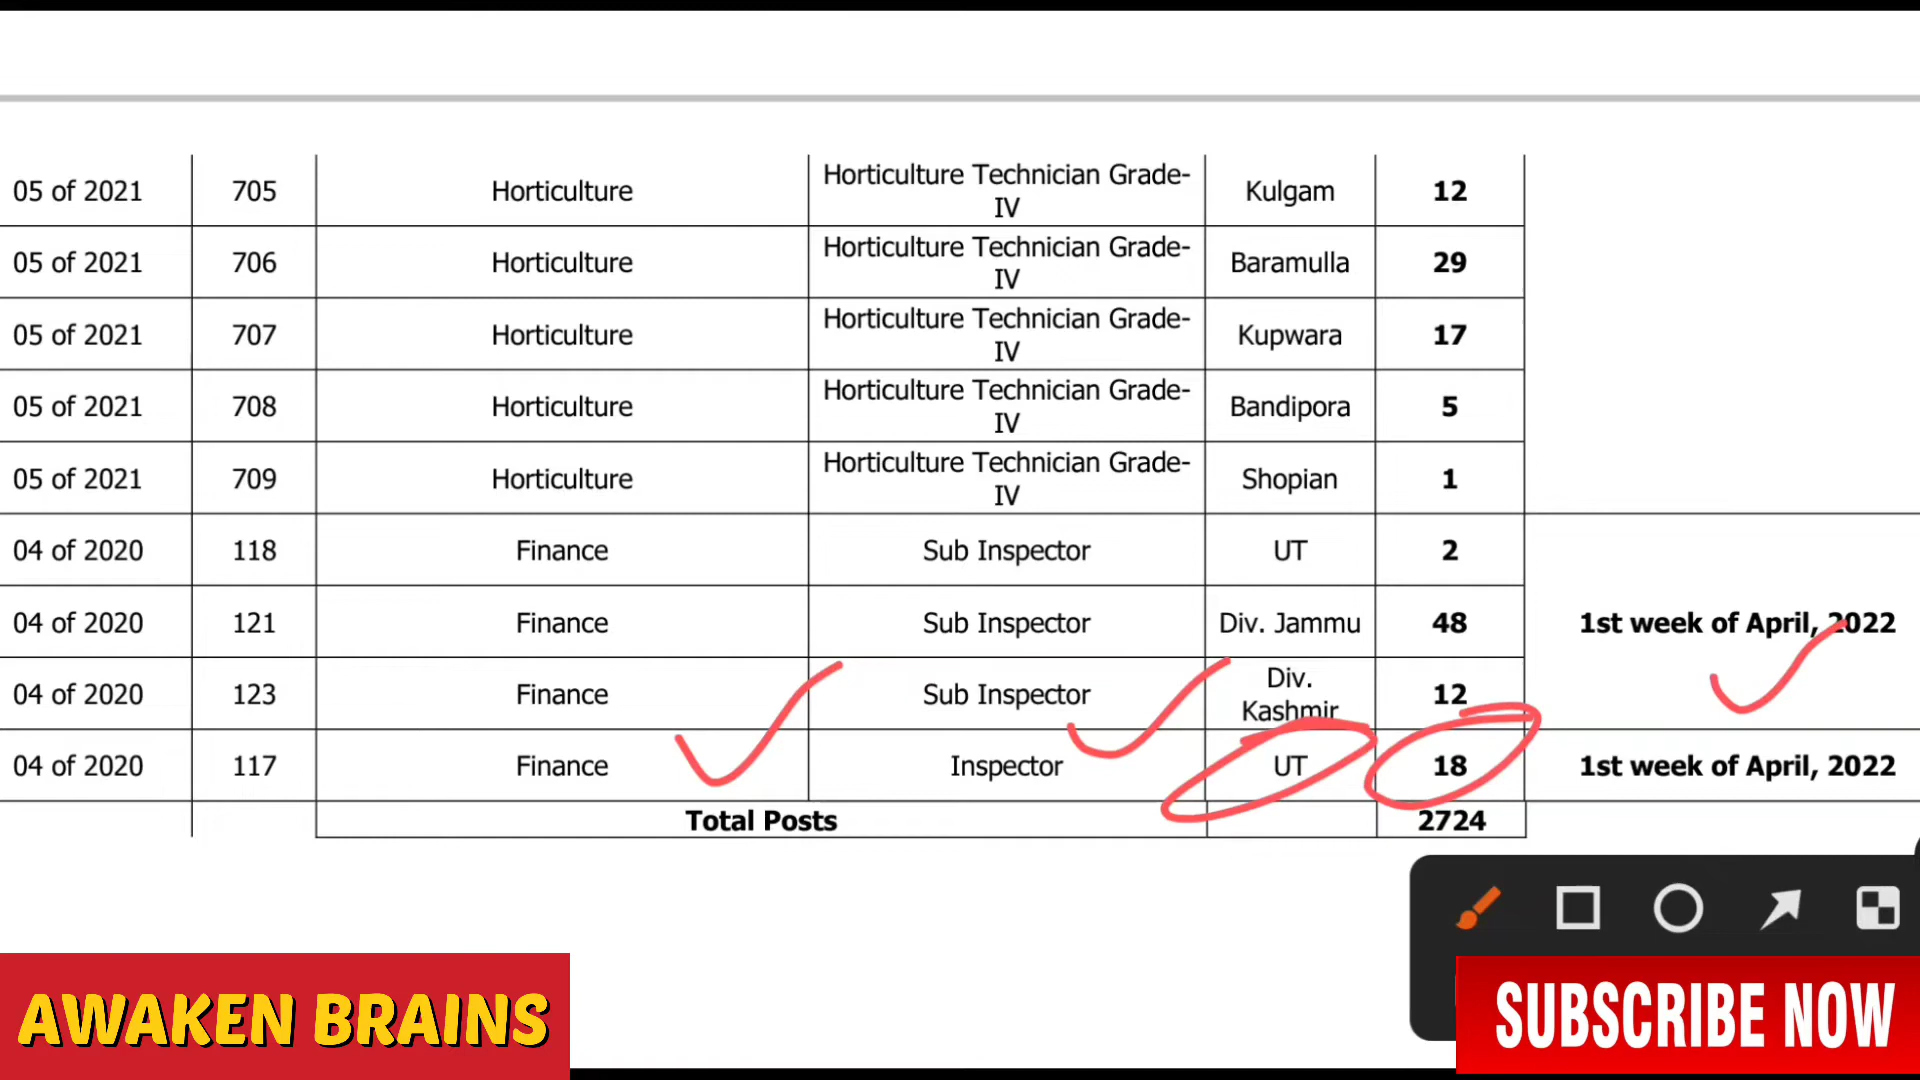 05 of 2021 705 Horticulture Horticulture Technician Grade-IV Kulgam 12
05 of 2021 706 Horticulture Horticulture Technician Grade-IV Baramulla 29
05 of 2021 707 Horticulture Horticulture Technician Grade-IV Kupwara 17
05 of 2021 708 Horticulture Horticulture Technician Grade-IV Bandipora 5
05 of 2021 709 Horticulture Horticulture Technician Grade-IV Shopian 1
04 of 2020 118 Finance Sub Inspector UT 2
04 of 2020 121 Finance Sub Inspector Div. Jammu 48 1st week of April, 2022
04 of 2020 123 Finance Sub Inspector Div. Kashmir 12
04 of 2020 117 Finance Inspector UT 18 1st week of April, 2022
Total Posts 2724
AWAKEN BRAINS
SUBSCRIBE NOW